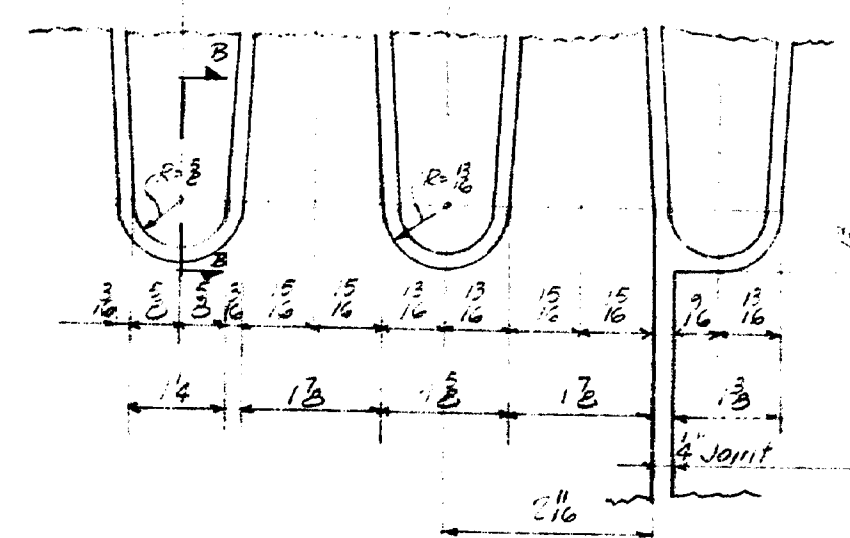 B
R=5/8
R=13/16
B
3/16 5/8 5/8 3/16 15/16 15/16 13/16 13/16 15/16 15/16 9/16 13/16
1 1/4 1 7/8 1 5/8 1 7/8 1 3/8
1/4" Joint
2 11/16